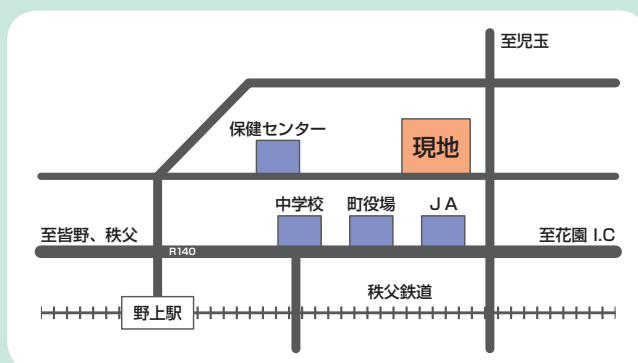 至児玉
保健センター
現地
中学校
町役場
JA
至皆野、秩父
至花園 I.C
R140
秩父鉄道
野上駅